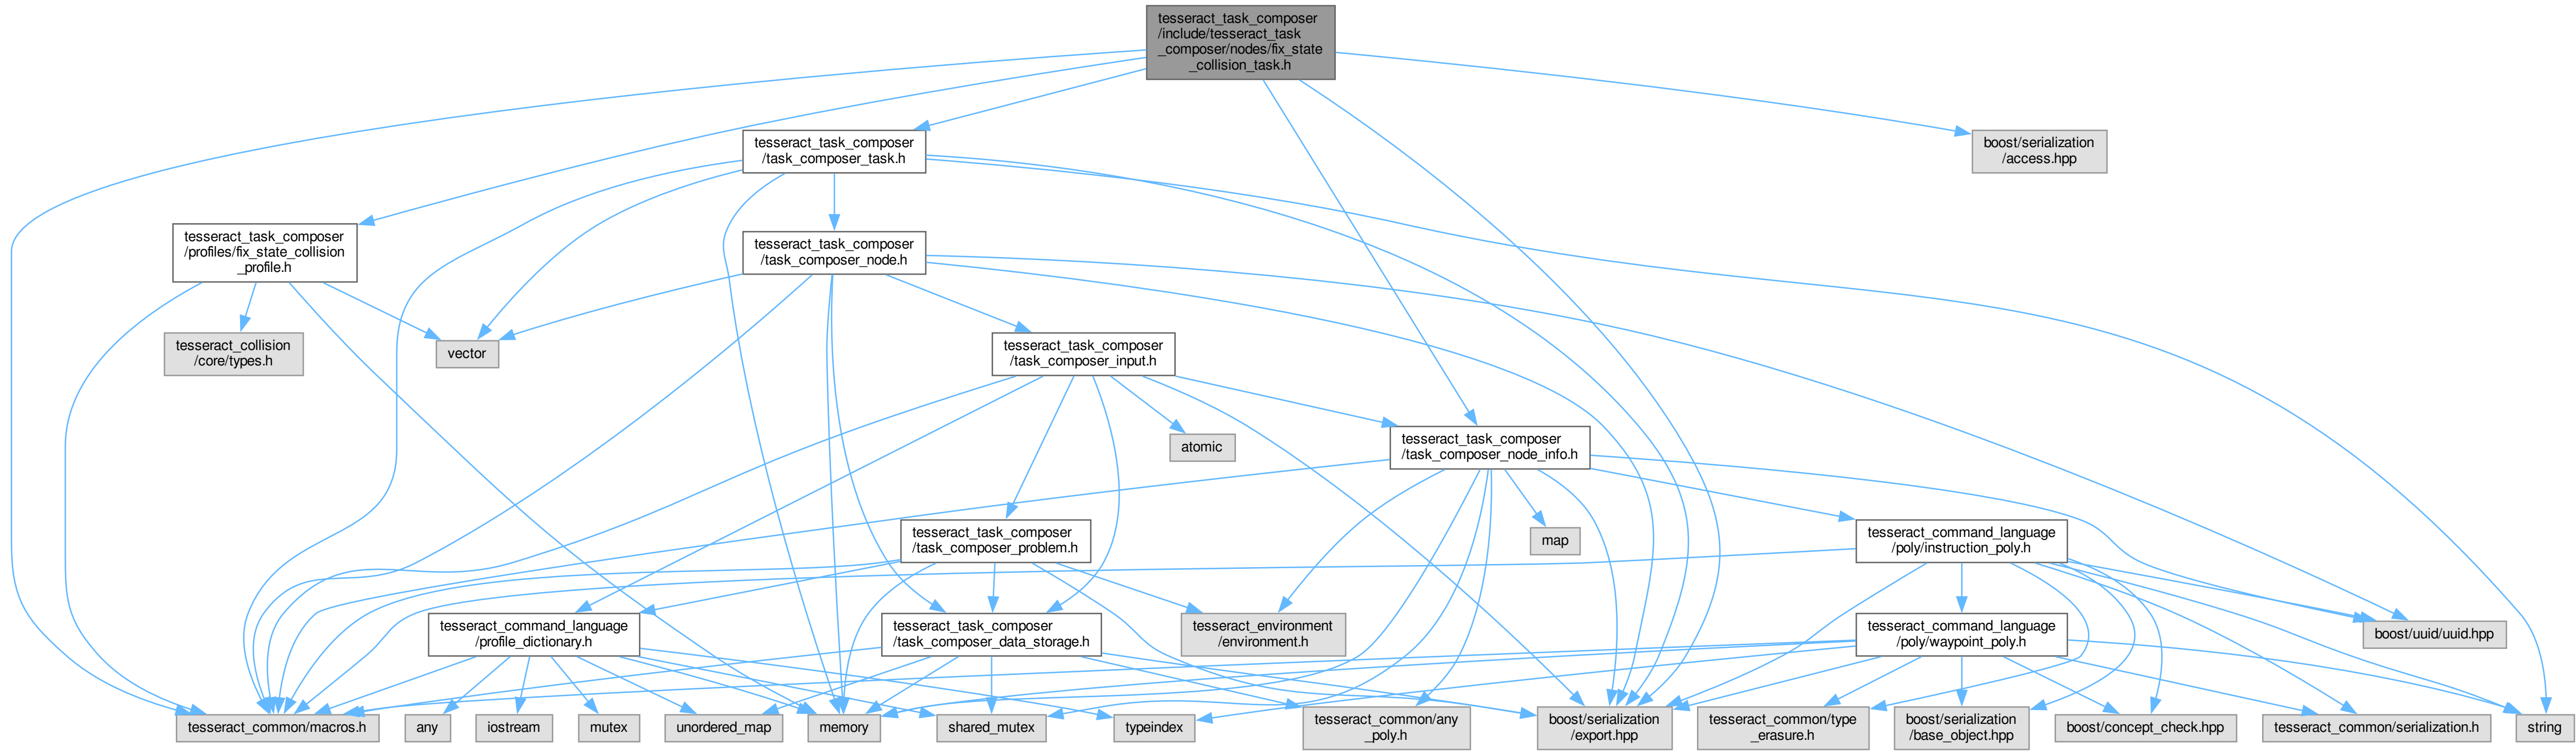 tesseract_task_composer
/include/tesseract_task
_composer/nodes/fix_state
_collision_task.h
tesseract_task_composer
/task_composer_task.h
boost/serialization
/access.hpp
tesseract_task_composer
/profiles/fix_state_collision
_profile.h
tesseract_task_composer
/task_composer_node.h
tesseract_collision
/core/types.h
vector
tesseract_task_composer
/task_composer_input.h
atomic
tesseract_task_composer
/task_composer_node_info.h
tesseract_task_composer
/task_composer_problem.h
map
tesseract_command_language
/poly/instruction_poly.h
tesseract_command_language
/profile_dictionary.h
tesseract_task_composer
/task_composer_data_storage.h
tesseract_environment
/environment.h
tesseract_command_language
/poly/waypoint_poly.h
boost/uuid/uuid.hpp
tesseract_common/macros.h
any
iostream
mutex
unordered_map
memory
shared_mutex
typeindex
tesseract_common/any
_poly.h
boost/serialization
/export.hpp
tesseract_common/type
_erasure.h
boost/serialization
/base_object.hpp
boost/concept_check.hpp
tesseract_common/serialization.h
string